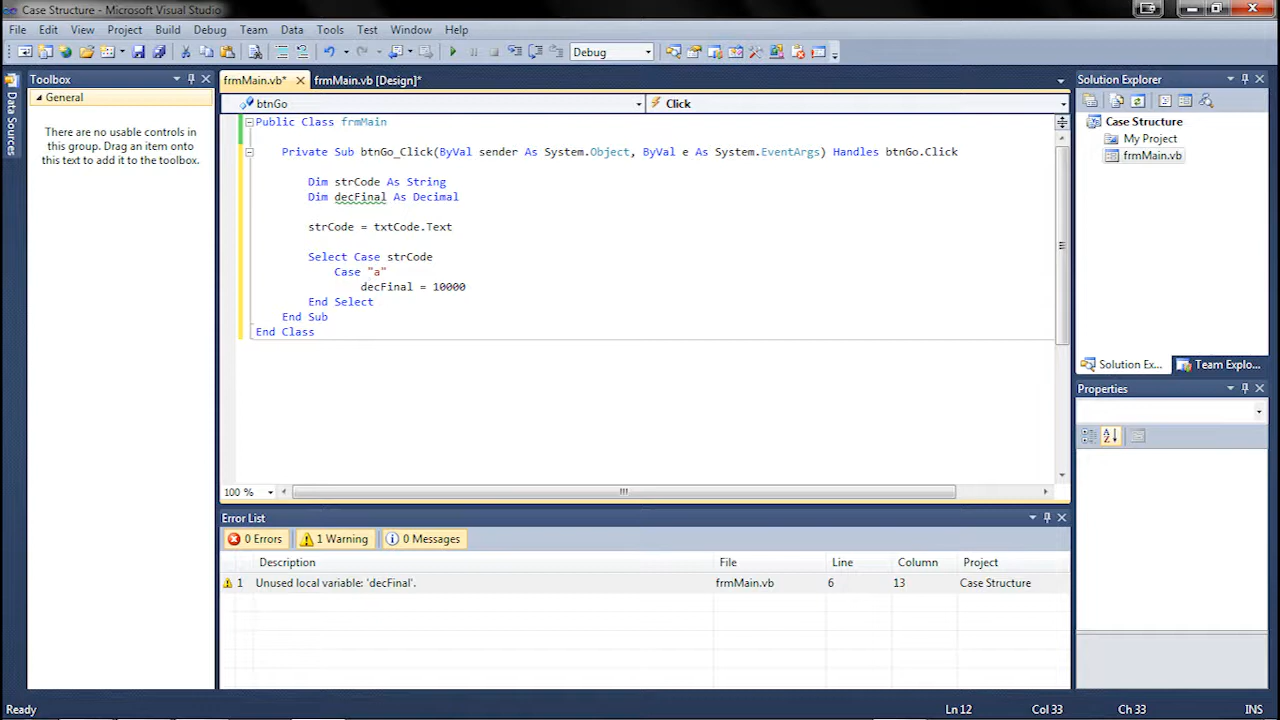 Case Structure - Microsoft Visual Studio
File Edit View Project Build Debug Team Data Tools Test Window Help
Debug
Data Sources
Toolbox
General
There are no usable controls in
this group. Drag an item onto
this text to add it to the toolbox.
frmMain.vb*
frmMain.vb [Design]*
btnGo
Click
Public Class frmMain
Private Sub btnGo_Click(ByVal sender As System.Object, ByVal e As System.EventArgs) Handles btnGo.Click
Dim strCode As String
Dim decFinal As Decimal
strCode = txtCode.Text
Select Case strCode
Case "a"
decFinal = 10000
End Select
End Sub
End Class
100 %
Solution Explorer
Case Structure
My Project
frmMain.vb
Solution Ex...
Team Explo...
Properties
Error List
0 Errors
1 Warning
0 Messages
Description File Line Column Project
1 Unused local variable: 'decFinal'. frmMain.vb 6 13 Case Structure
Ready Ln 12 Col 33 Ch 33 INS